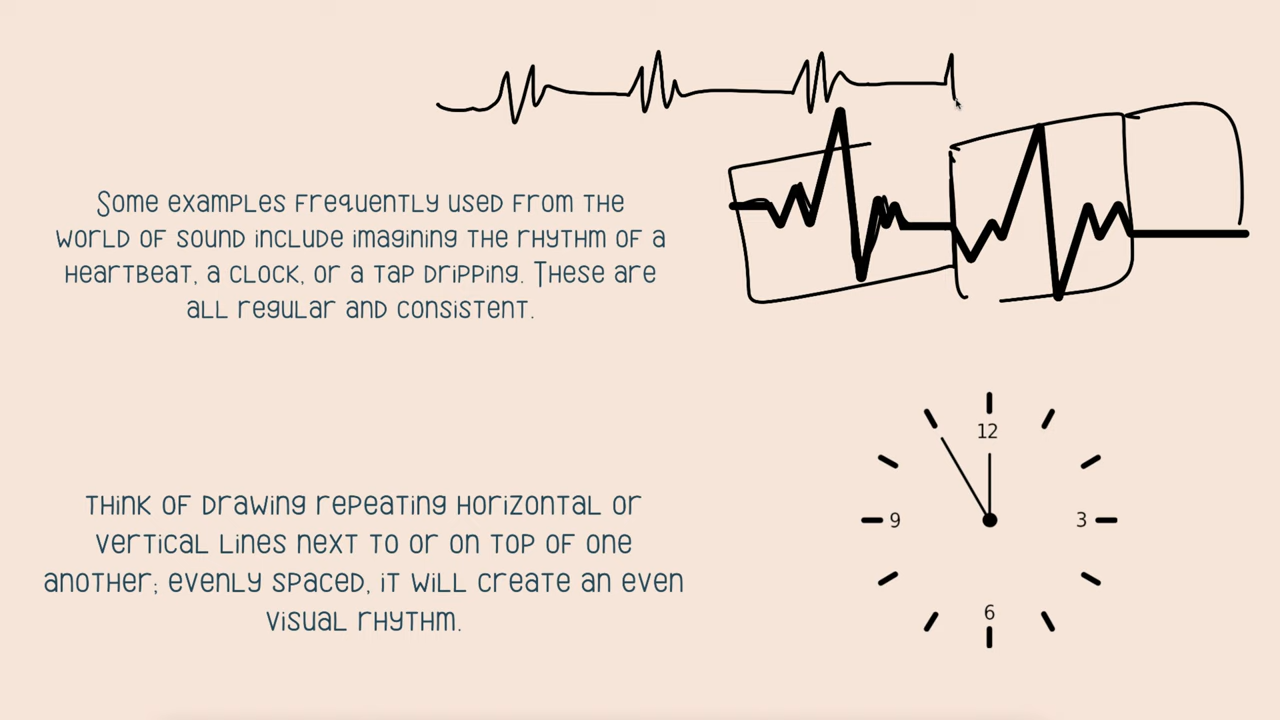 Some examples frequently used from the
world of sound include imagining the rhythm of a
heartbeat, a clock, or a tap dripping. These are
all regular and consistent.
12
9
3
6
Think of drawing repeating horizontal or
vertical lines next to or on top of one
another; evenly spaced, it will create an even
visual rhythm.